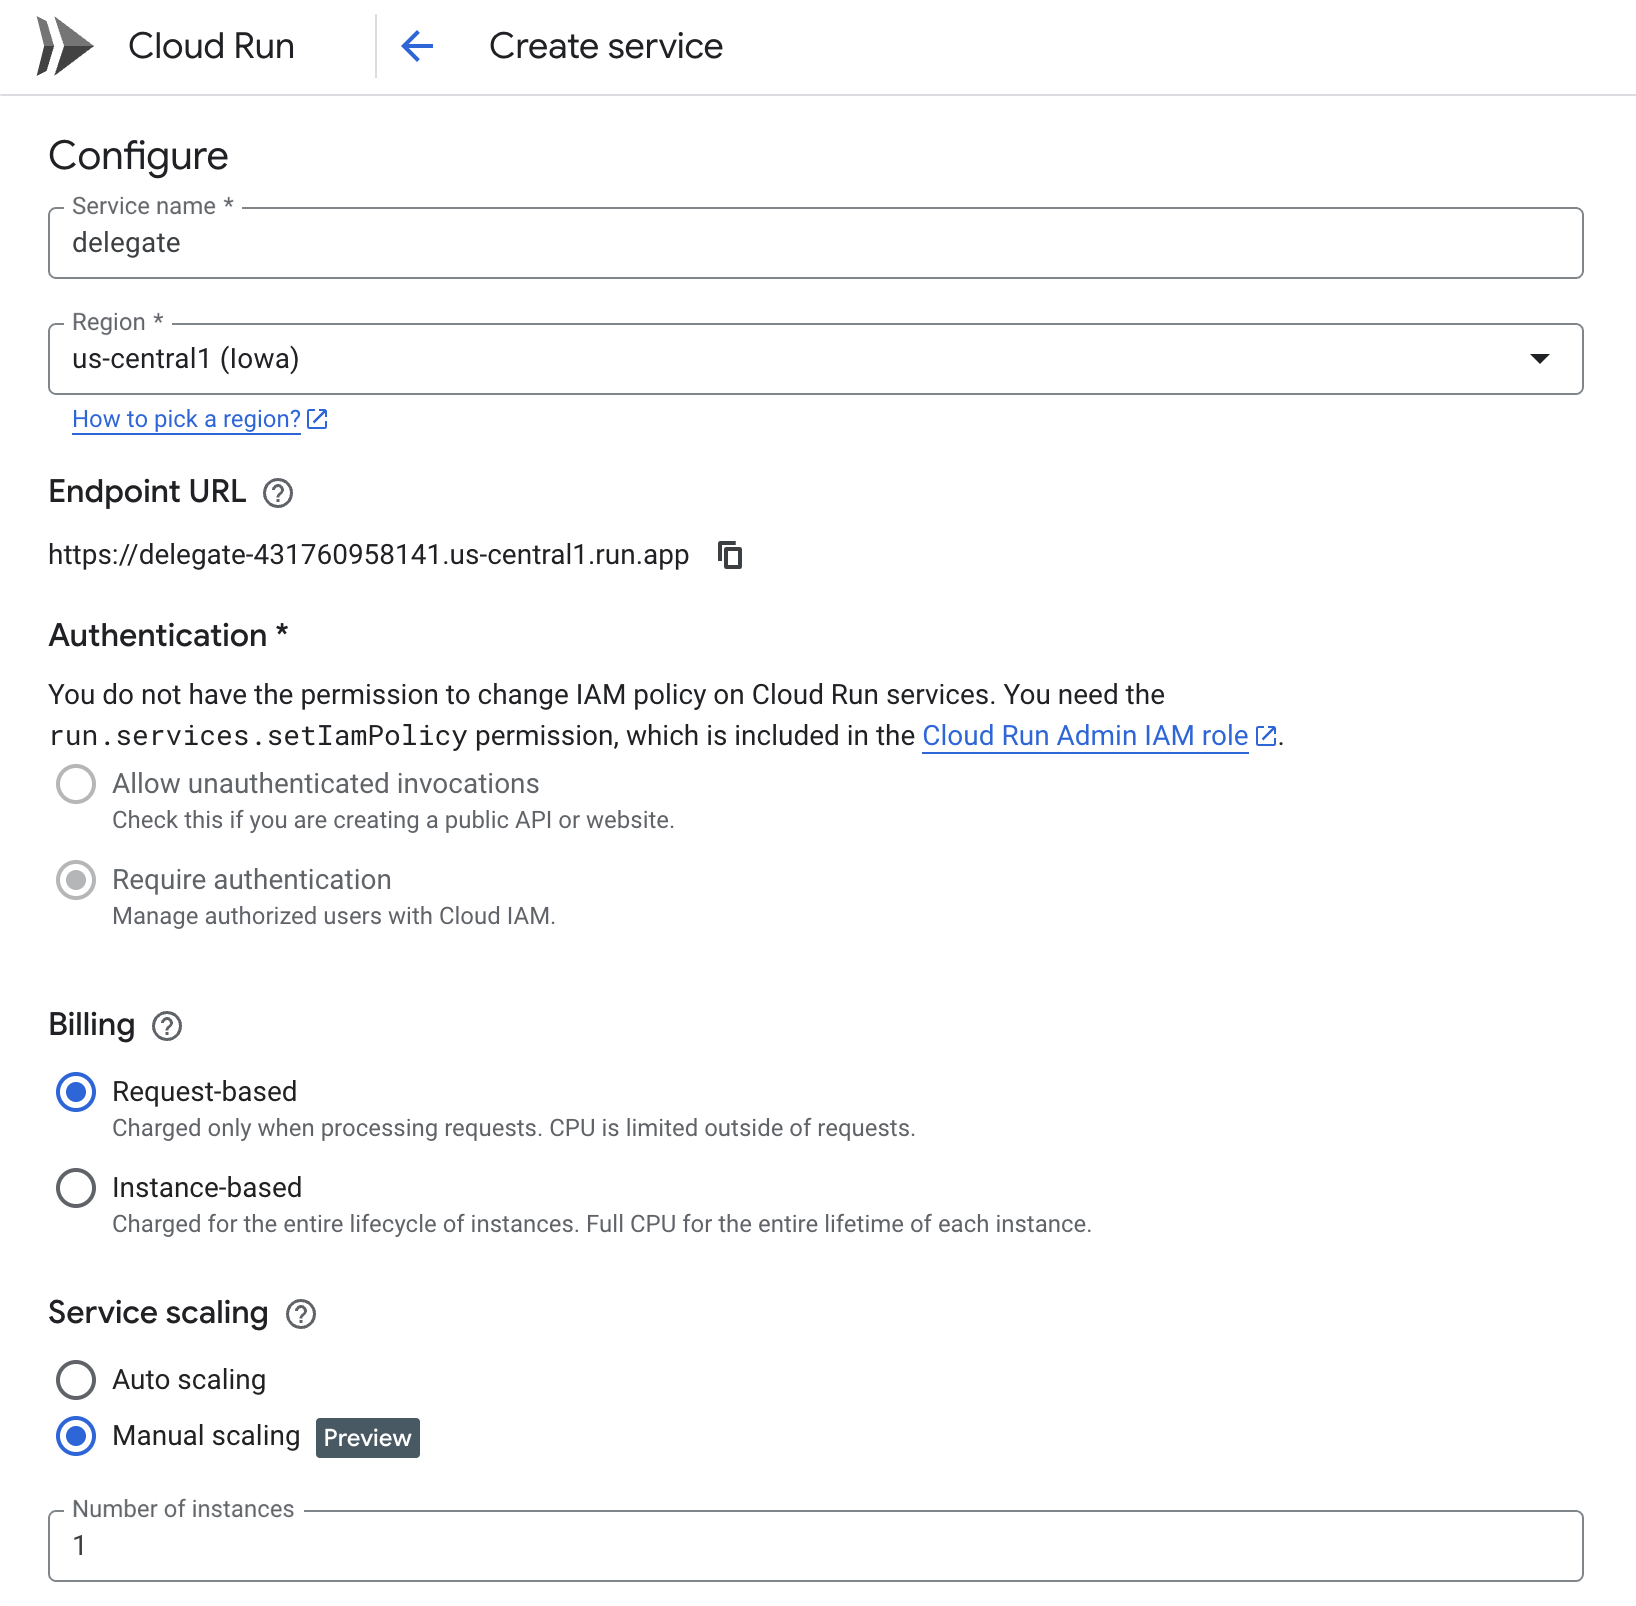 Cloud Run
Create service
Configure
Service name *
delegate
Region *
us-central1 (Iowa)
How to pick a region?
Endpoint URL
https://delegate-431760958141.us-central1.run.app
Authentication *
You do not have the permission to change IAM policy on Cloud Run services. You need the
run.services.setIamPolicy permission, which is included in the Cloud Run Admin IAM role.
Allow unauthenticated invocations
Check this if you are creating a public API or website.
Require authentication
Manage authorized users with Cloud IAM.
Billing
Request-based
Charged only when processing requests. CPU is limited outside of requests.
Instance-based
Charged for the entire lifecycle of instances. Full CPU for the entire lifetime of each instance.
Service scaling
Auto scaling
Manual scaling Preview
Number of instances
1